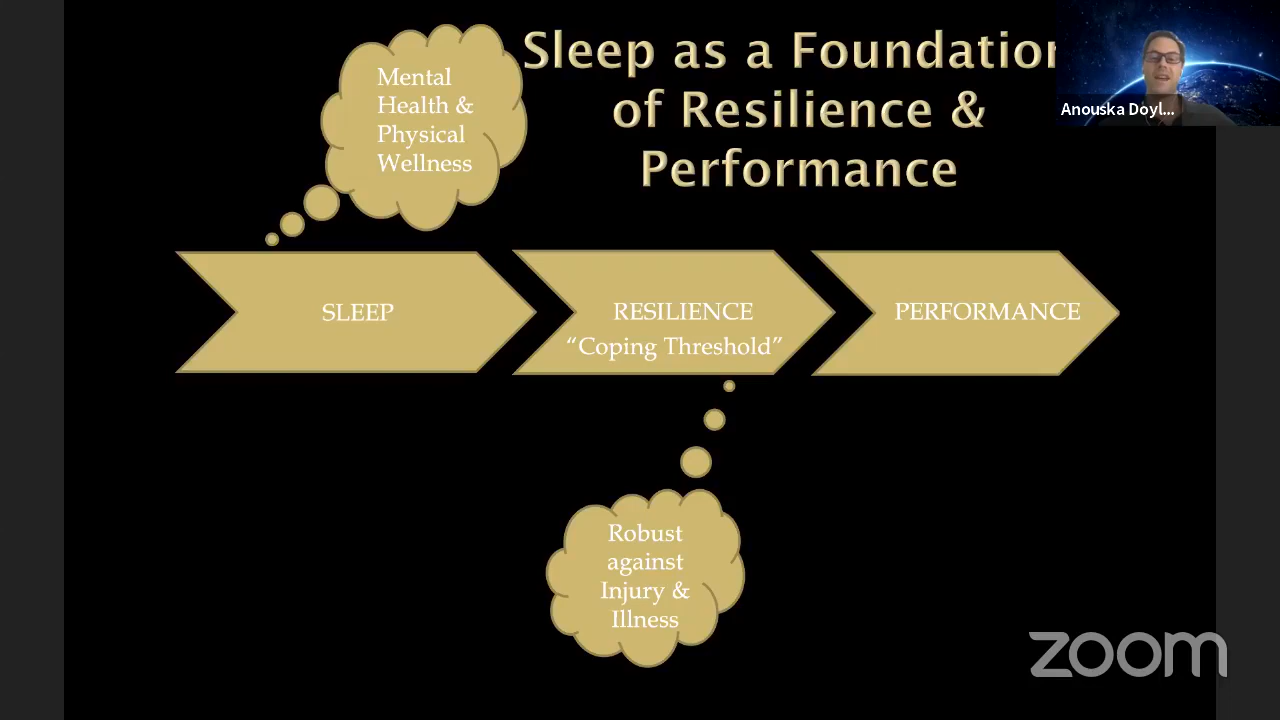 Sleep as a Foundation
of Resilience &
Performance
Anouska Doyl...
Mental
Health &
Physical
Wellness
SLEEP
RESILIENCE
“Coping Threshold”
PERFORMANCE
Robust
against
Injury &
Illness
zoom